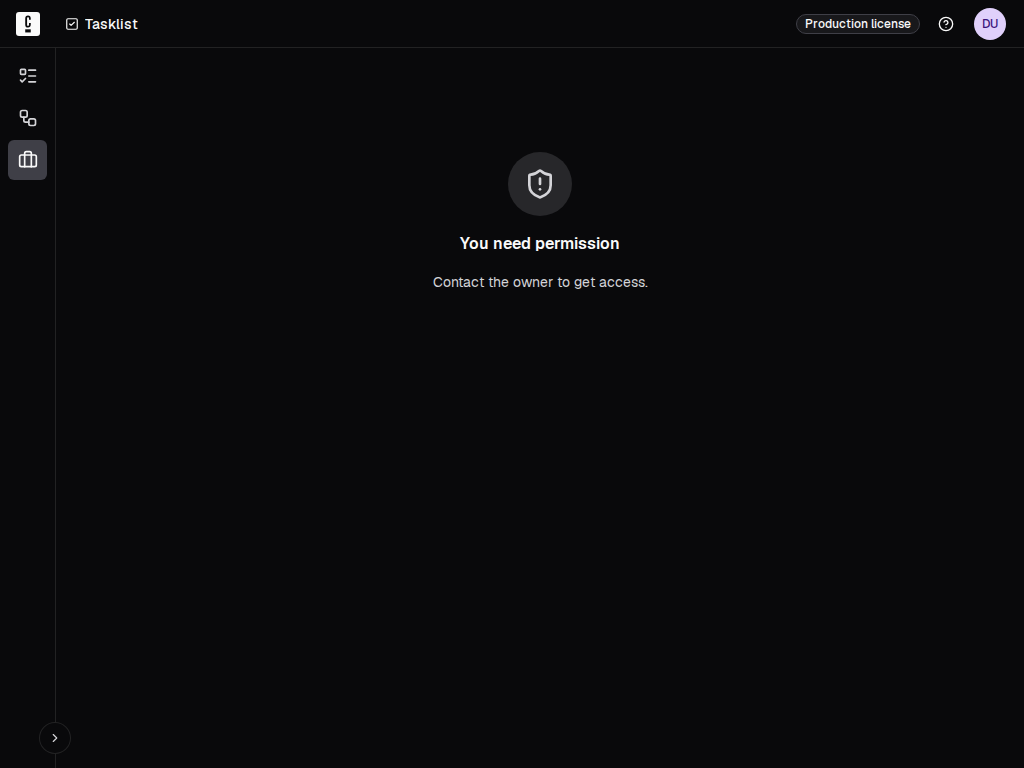 Tasklist
Production license
DU
You need permission
Contact the owner to get access.